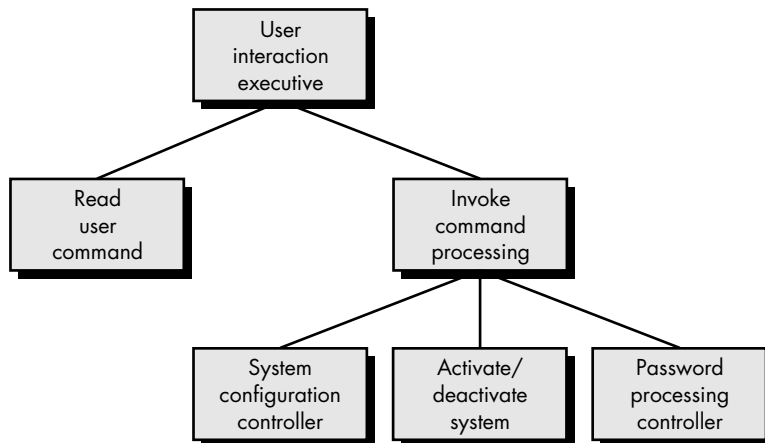 User
interaction
executive
Read
user
command
Invoke
command
processing
System
configuration
controller
Activate/
deactivate
system
Password
processing
controller